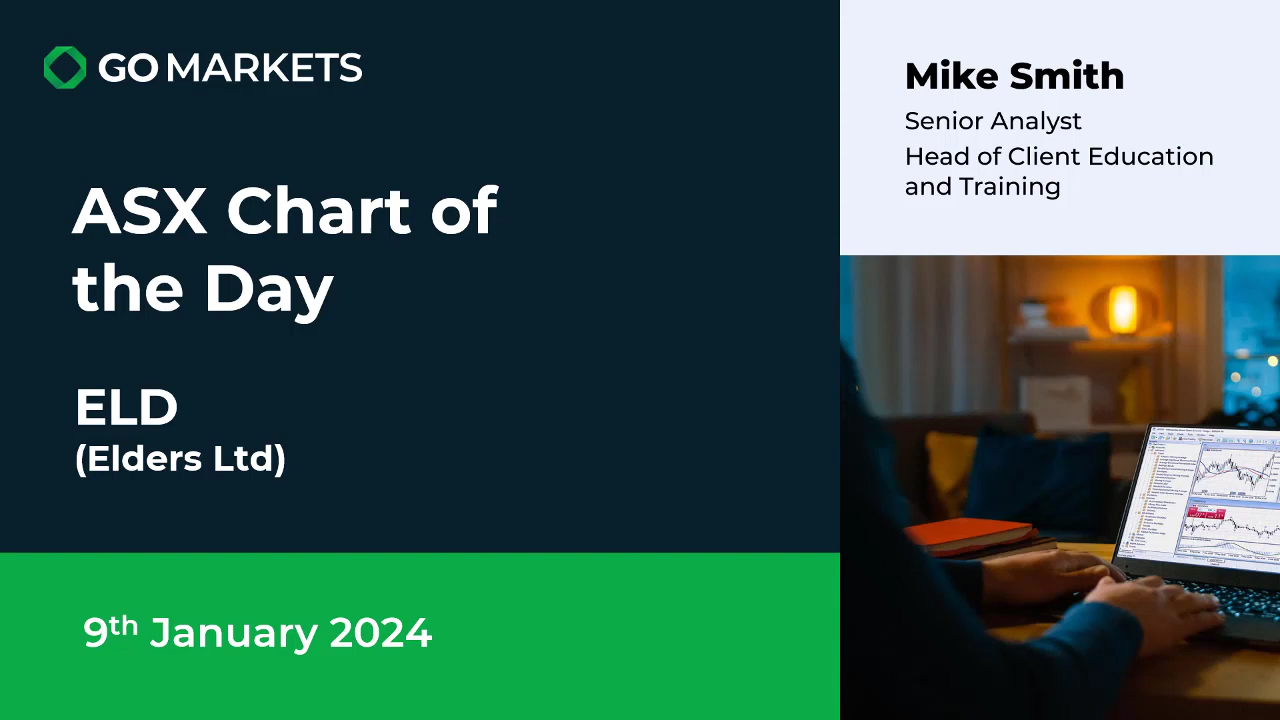 GO MARKETS
ASX Chart of
the Day
ELD
(Elders Ltd)
9th January 2024
Mike Smith
Senior Analyst
Head of Client Education
and Training